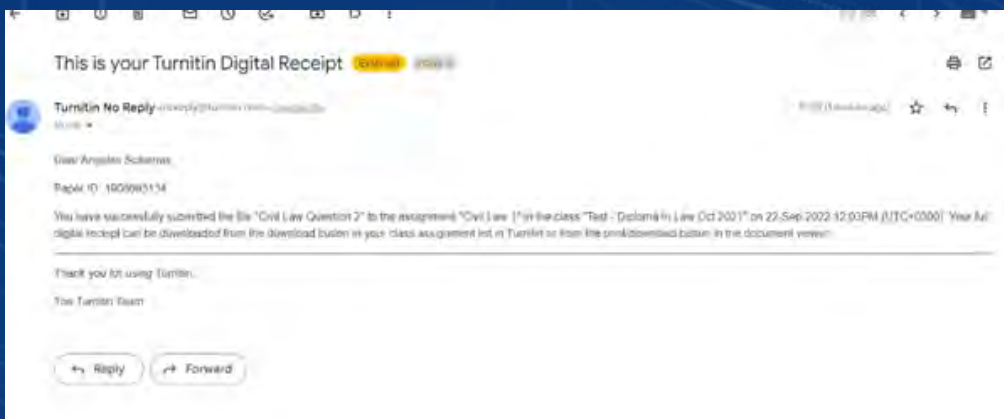 This is your Turnitin Digital Receipt External
Turnitin No Reply
Paper ID:
You have successfully submitted the file "Civil Law Question 2" to the assignment "Civil Law 1" in the class "Test - Diploma in Law Oct 2021" on 22-Sep-2022 12:03PM (UTC+0000). Your full
digital receipt can be downloaded from the download button in your class assignment list in Turnitin or from the print/download button in the document viewer.
Thank you for using Turnitin,
The Turnitin Team
Reply Forward